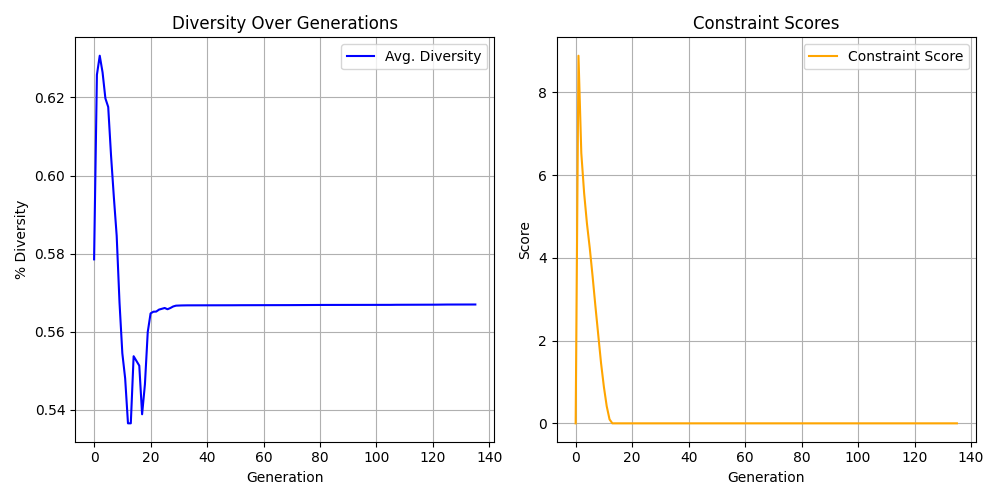 Diversity Over Generations
Avg. Diversity
% Diversity
0.62
0.60
0.58
0.56
0.54
0 20 40 60 80 100 120 140
Generation
Constraint Scores
Constraint Score
Score
8
6
4
2
0
0 20 40 60 80 100 120 140
Generation